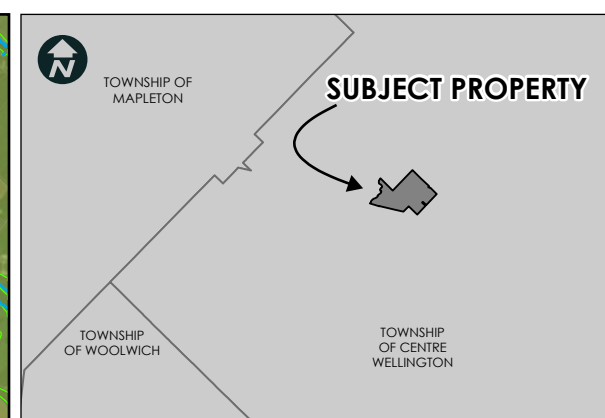 N
TOWNSHIP OF
MAPLETON
SUBJECT PROPERTY
TOWNSHIP
OF WOOLWICH
TOWNSHIP
OF CENTRE
WELLINGTON